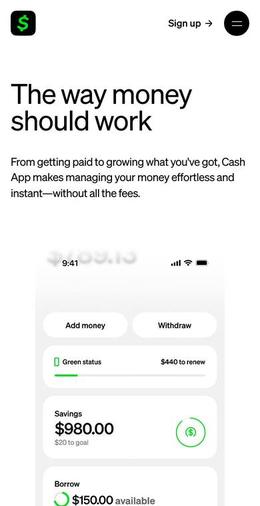 $
Sign up →
The way money
should work
From getting paid to growing what you've got, Cash
App makes managing your money effortless and
instant—without all the fees.
9:41
Add money
Withdraw
Green status
$440 to renew
Savings
$980.00
$20 to goal
($)
Borrow
$150.00 available